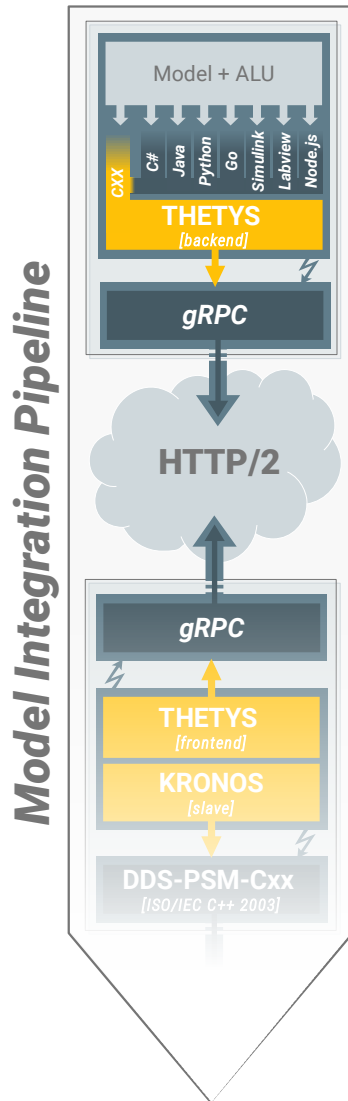 Model Integration Pipeline
Model + ALU
CXX
C#
Java
Python
Go
Simulink
Labview
Node.js
THETYS
[backend]
gRPC
HTTP/2
gRPC
THETYS
[frontend]
KRONOS
[slave]
DDS-PSM-Cxx
[ISO/IEC C++ 2003]